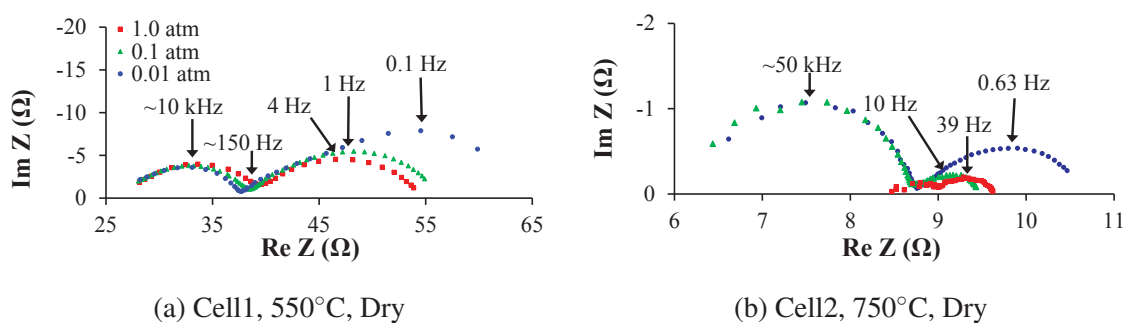 -20
-15
-10
-5
0
25
35
45
55
65
Im Z (Ω)
Re Z (Ω)
1.0 atm
0.1 atm
0.01 atm
~10 kHz
~150 Hz
4 Hz
1 Hz
0.1 Hz
(a) Cell1, 550°C, Dry
-2
-1
0
6
7
8
9
10
11
Im Z (Ω)
Re Z (Ω)
~50 kHz
10 Hz
39 Hz
0.63 Hz
(b) Cell2, 750°C, Dry